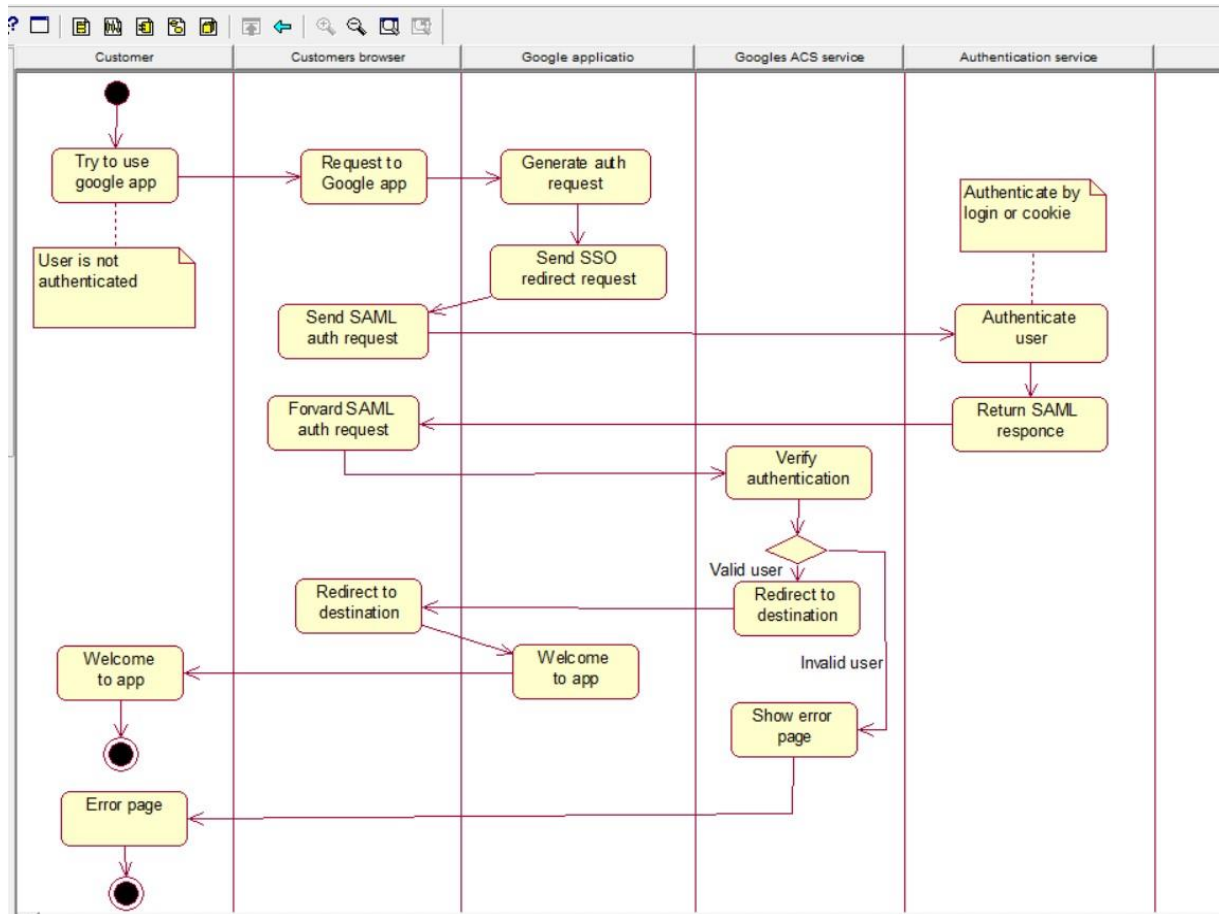 ?
Customer
Customers browser
Google applicatio
Googles ACS service
Authentication service
Try to use
google app
Request to
Google app
Generate auth
request
Authenticate by
login or cookie
User is not
authenticated
Send SSO
redirect request
Send SAML
auth request
Authenticate
user
Forvard SAML
auth request
Return SAML
responce
Verify
authentication
Valid user
Redirect to
destination
Redirect to
destination
Welcome
to app
Welcome
to app
Invalid user
Show error
page
Error page